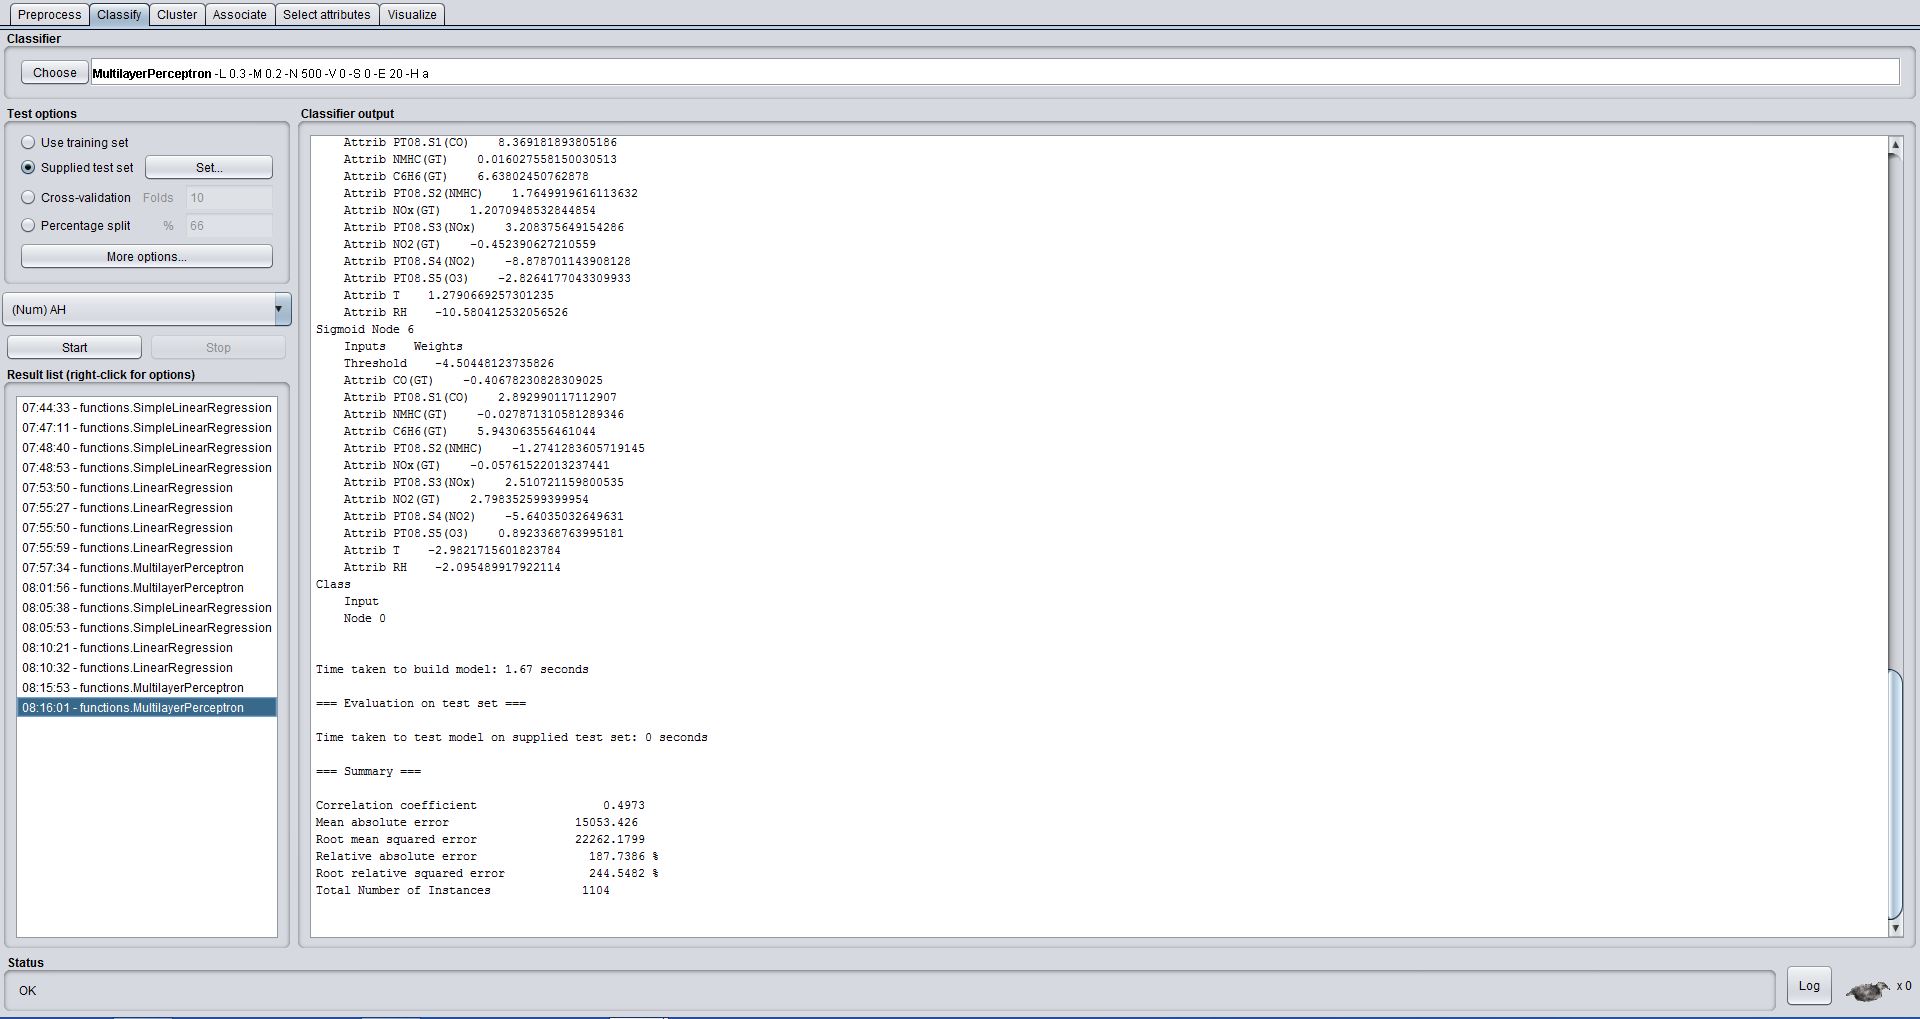 Preprocess Classify Cluster Associate Select attributes Visualize
Classifier
Choose MultilayerPerceptron -L 0.3 -M 0.2 -N 500 -V 0 -S 0 -E 20 -H a
Test options
Use training set
Supplied test set Set...
Cross-validation Folds 10
Percentage split % 66
More options...
(Num) AH
Start Stop
Result list (right-click for options)
07:44:33 - functions.SimpleLinearRegression
07:47:11 - functions.SimpleLinearRegression
07:48:40 - functions.SimpleLinearRegression
07:48:53 - functions.SimpleLinearRegression
07:53:50 - functions.LinearRegression
07:55:27 - functions.LinearRegression
07:55:50 - functions.LinearRegression
07:55:59 - functions.LinearRegression
07:57:34 - functions.MultilayerPerceptron
08:01:56 - functions.MultilayerPerceptron
08:05:38 - functions.SimpleLinearRegression
08:05:53 - functions.SimpleLinearRegression
08:10:21 - functions.LinearRegression
08:10:32 - functions.LinearRegression
08:15:53 - functions.MultilayerPerceptron
08:16:01 - functions.MultilayerPerceptron
Classifier output
Attrib PT08.S1(CO) 8.369181893805186
Attrib NMHC(GT) 0.016027558150030513
Attrib C6H6(GT) 6.63802450762878
Attrib PT08.S2(NMHC) 1.7649919616113632
Attrib NOx(GT) 1.2070948532844854
Attrib PT08.S3(NOx) 3.208375649154286
Attrib NO2(GT) -0.452390627210559
Attrib PT08.S4(NO2) -8.878701143908128
Attrib PT08.S5(O3) -2.8264177043309933
Attrib T 1.2790669257301235
Attrib RH -10.580412532056526
Sigmoid Node 6
Inputs Weights
Threshold -4.50448123735826
Attrib CO(GT) -0.40678230828309025
Attrib PT08.S1(CO) 2.892990117112907
Attrib NMHC(GT) -0.027871310581289346
Attrib C6H6(GT) 5.943063556461044
Attrib PT08.S2(NMHC) -1.2741283605719145
Attrib NOx(GT) -0.05761522013237441
Attrib PT08.S3(NOx) 2.510721159800535
Attrib NO2(GT) 2.798352599399954
Attrib PT08.S4(NO2) -5.64035032649631
Attrib PT08.S5(O3) 0.8923368763995181
Attrib T -2.9821715601823784
Attrib RH -2.095489917922114
Class
Input
Node 0
Time taken to build model: 1.67 seconds
=== Evaluation on test set ===
Time taken to test model on supplied test set: 0 seconds
=== Summary ===
Correlation coefficient 0.4973
Mean absolute error 15053.426
Root mean squared error 22262.1799
Relative absolute error 187.7386 %
Root relative squared error 244.5482 %
Total Number of Instances 1104
Status
OK
Log
x 0